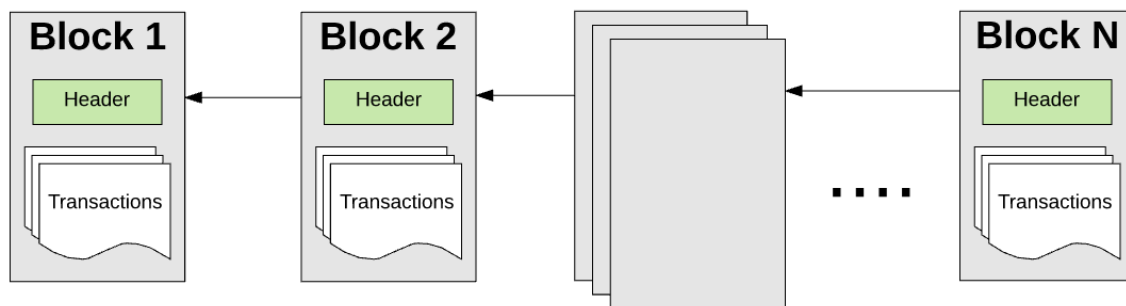 Block 1
Header
Transactions
Block 2
Header
Transactions
....
Block N
Header
Transactions